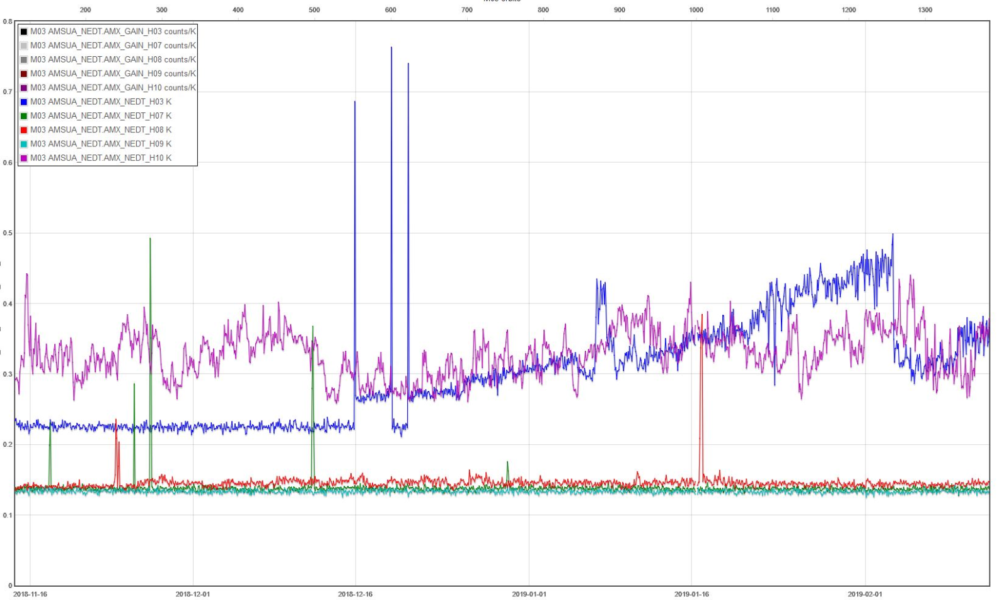 200 300 400 500 600 700 800 900 1000 1100 1200 1300
0.8
M03 AMSUA_NEDT.AMX_GAIN_H03 counts/K
M03 AMSUA_NEDT.AMX_GAIN_H07 counts/K
M03 AMSUA_NEDT.AMX_GAIN_H08 counts/K
M03 AMSUA_NEDT.AMX_GAIN_H09 counts/K
M03 AMSUA_NEDT.AMX_GAIN_H10 counts/K
M03 AMSUA_NEDT.AMX_NEDT_H03 K
M03 AMSUA_NEDT.AMX_NEDT_H07 K
M03 AMSUA_NEDT.AMX_NEDT_H08 K
M03 AMSUA_NEDT.AMX_NEDT_H09 K
M03 AMSUA_NEDT.AMX_NEDT_H10 K
0.7
0.6
0.5
0.4
0.3
0.2
0.1
0
2018-11-16 2018-12-01 2018-12-16 2019-01-01 2019-01-16 2019-02-01